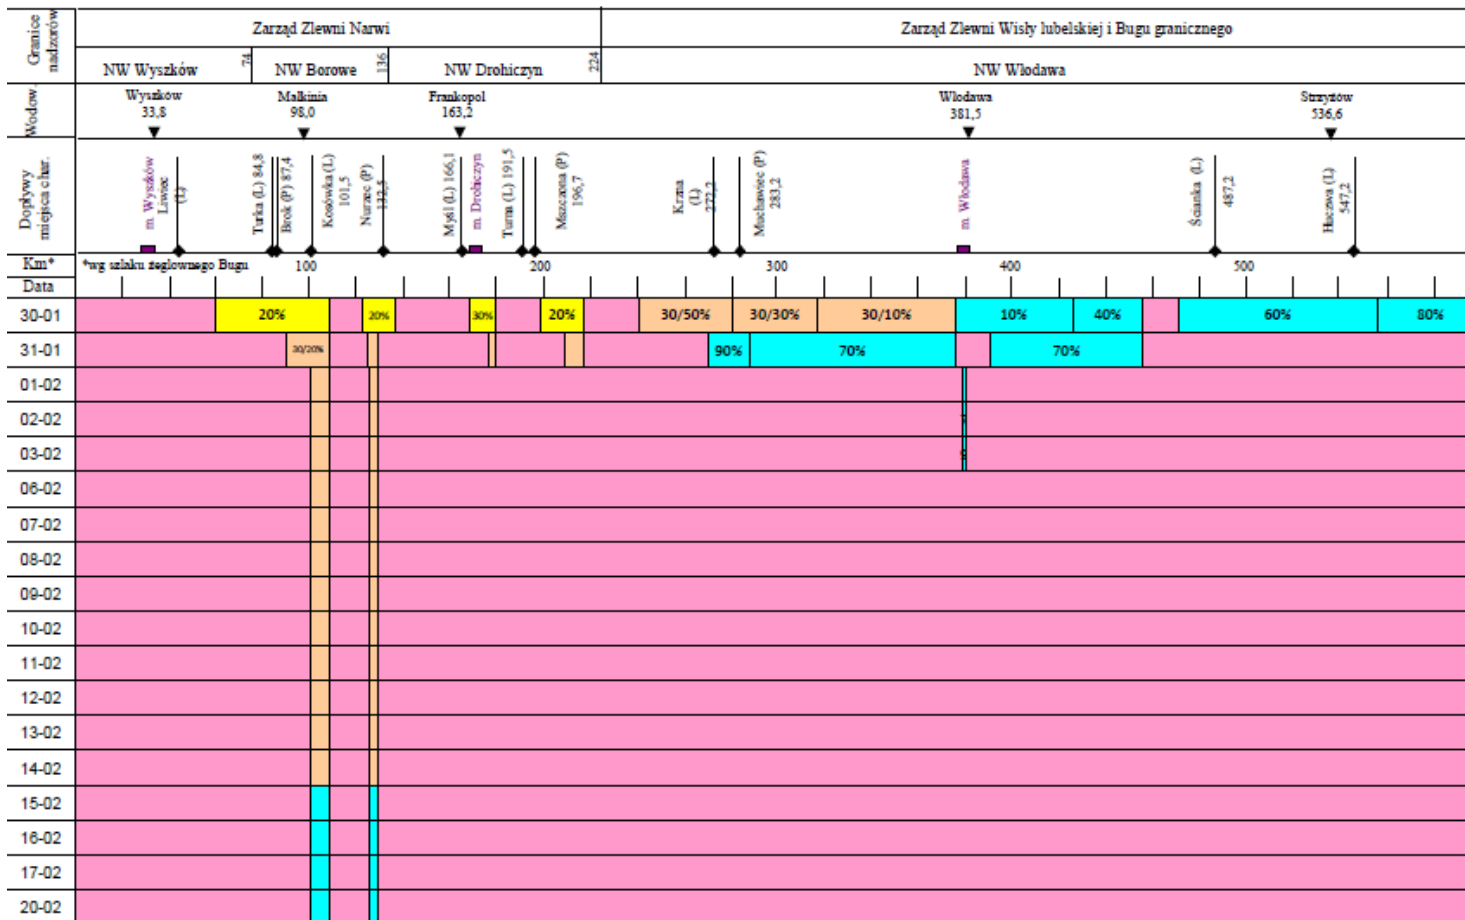 Granice
nadzorów
Zarząd Zlewni Narwi
Zarząd Zlewni Wisły lubelskiej i Bugu granicznego
NW Wyszków
74
NW Borowe
136
NW Drohiczyn
224
NW Włodawa
Wodow.
Wyszków
33,8
Małkinia
98,0
Frankopol
163,2
Włodawa
381,5
Strzyżów
536,6
Dopływy
miejsca char.
m. Wyszków
Liwiec
(L)
Turka (L) 84,8
Brok (P) 87,4
Kosówka (L)
101,5
Nurzec (P)
132,5
Myśl (L) 166,1
m. Drohiczyn
Turna (L) 191,5
Mszczona (P)
196,7
Krzna
(L)
272,2
Muchawiec (P)
283,2
m. Włodawa
Ścianka (L)
487,2
Huczwa (L)
547,2
Km*
*wg szlaku żeglownego Bugu
100
200
300
400
500
Data
30-01
20%
20%
30%
20%
30/50%
30/30%
30/10%
10%
40%
60%
80%
31-01
30/20%
90%
70%
70%
01-02
02-02
03-02
06-02
07-02
08-02
09-02
10-02
11-02
12-02
13-02
14-02
15-02
16-02
17-02
20-02